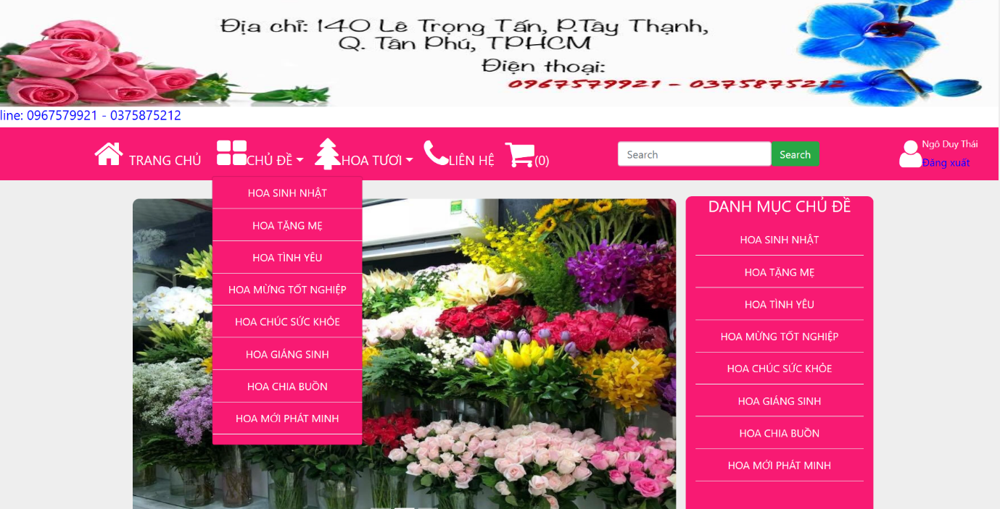 Địa chỉ: 140 Lê Trọng Tấn, P.Tây Thạnh,
Q. Tân Phú, TPHCM
Điện thoại:
0967579921 - 0375875212
line: 0967579921 - 0375875212
TRANG CHỦ CHỦ ĐỀ HOA TƯƠI LIÊN HỆ (0) Search Search Ngô Duy Thái
Đăng xuất
HOA SINH NHẬT
HOA TẶNG MẸ
HOA TÌNH YÊU
HOA MỪNG TỐT NGHIỆP
HOA CHÚC SỨC KHỎE
HOA GIÁNG SINH
HOA CHIA BUỒN
HOA MỚI PHÁT MINH
DANH MỤC CHỦ ĐỀ
HOA SINH NHẬT
HOA TẶNG MẸ
HOA TÌNH YÊU
HOA MỪNG TỐT NGHIỆP
HOA CHÚC SỨC KHỎE
HOA GIÁNG SINH
HOA CHIA BUỒN
HOA MỚI PHÁT MINH